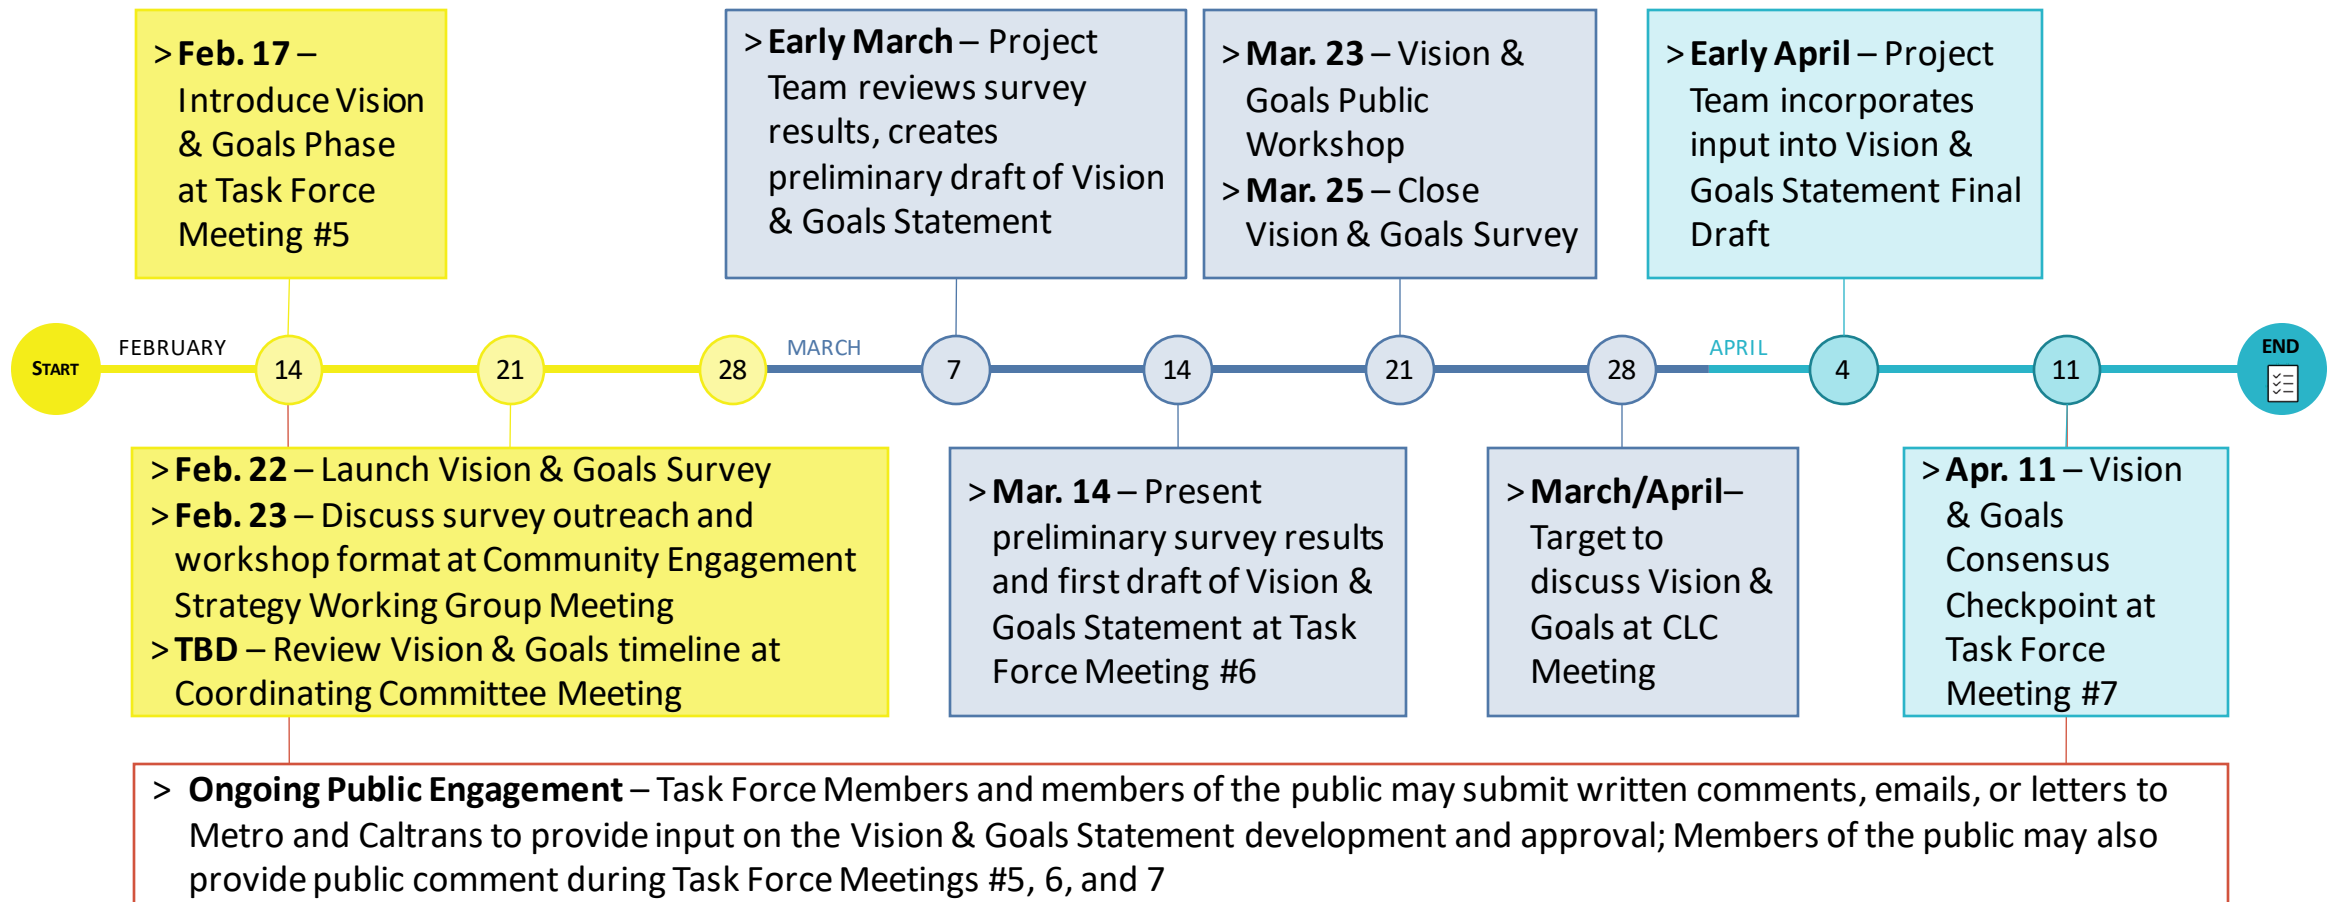 > Feb. 17 –
Introduce Vision
& Goals Phase
at Task Force
Meeting #5
> Early March – Project
Team reviews survey
results, creates
preliminary draft of Vision
& Goals Statement
> Mar. 23 – Vision &
Goals Public
Workshop
> Mar. 25 – Close
Vision & Goals Survey
> Early April – Project
Team incorporates
input into Vision &
Goals Statement Final
Draft
START
FEBRUARY
14
21
28
MARCH
7
14
21
28
APRIL
4
11
END
> Feb. 22 – Launch Vision & Goals Survey
> Feb. 23 – Discuss survey outreach and
workshop format at Community Engagement
Strategy Working Group Meeting
> TBD – Review Vision & Goals timeline at
Coordinating Committee Meeting
> Mar. 14 – Present
preliminary survey results
and first draft of Vision &
Goals Statement at Task
Force Meeting #6
> March/April–
Target to
discuss Vision &
Goals at CLC
Meeting
> Apr. 11 – Vision
& Goals
Consensus
Checkpoint at
Task Force
Meeting #7
> Ongoing Public Engagement – Task Force Members and members of the public may submit written comments, emails, or letters to
Metro and Caltrans to provide input on the Vision & Goals Statement development and approval; Members of the public may also
provide public comment during Task Force Meetings #5, 6, and 7